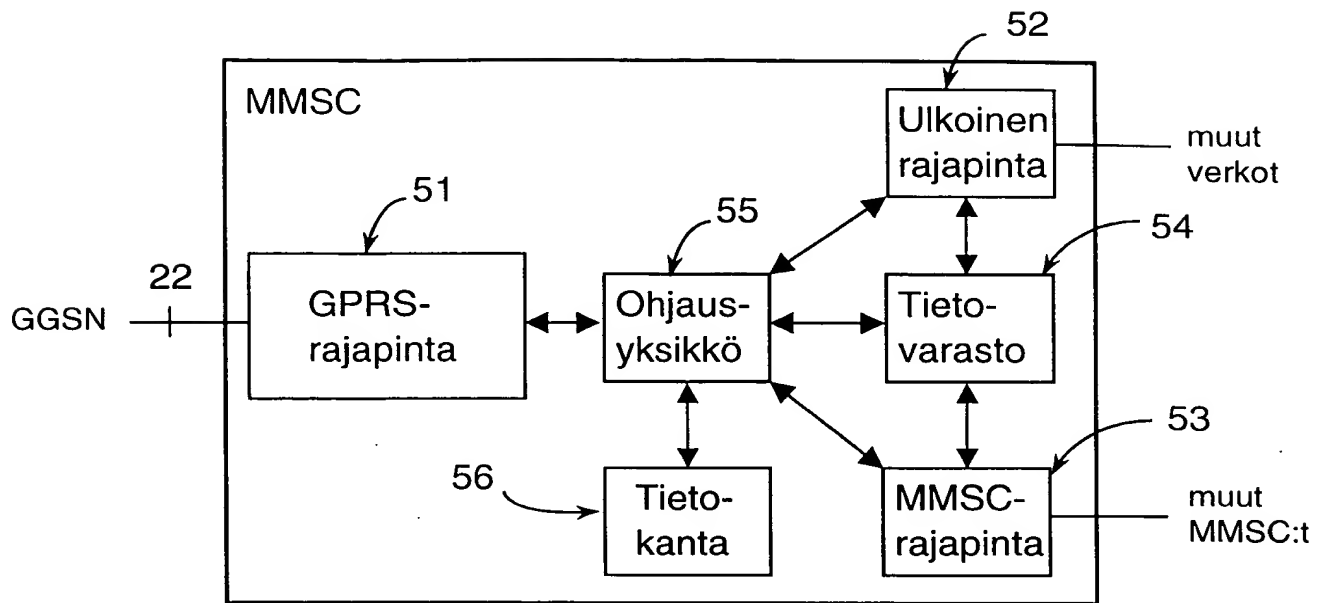 52
MMSC
Ulkoinen
rajapinta
muut
verkot
51
55
54
22
GGSN
GPRS-
rajapinta
Ohjaus-
yksikkö
Tieto-
varasto
53
56
Tieto-
kanta
MMSC-
rajapinta
muut
MMSC:t